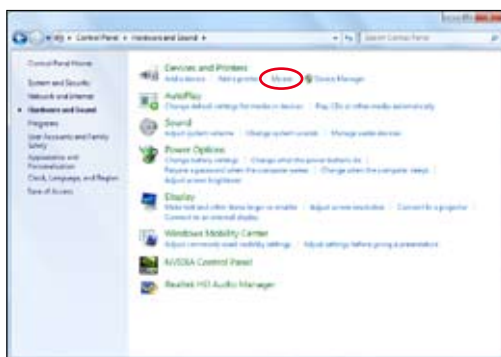 Control Panel ▸ Hardware and Sound ▸
Search Control Panel
Control Panel Home
System and Security
Network and Internet
Hardware and Sound
Programs
User Accounts and Family Safety
Appearance and Personalization
Clock, Language, and Region
Ease of Access
Devices and Printers
Add a device | Add a printer | Mouse | Device Manager
AutoPlay
Change default settings for media or devices | Play CDs or other media automatically
Sound
Adjust system volume | Change system sounds | Manage audio devices
Power Options
Change battery settings | Change what the power buttons do
Require a password when the computer wakes | Change when the computer sleeps
Adjust screen brightness
Display
Make text and other items larger or smaller | Adjust screen resolution | Connect to a projector
Connect to an external display
Windows Mobility Center
Adjust commonly used mobility settings | Adjust settings before giving a presentation
NVIDIA Control Panel
Realtek HD Audio Manager